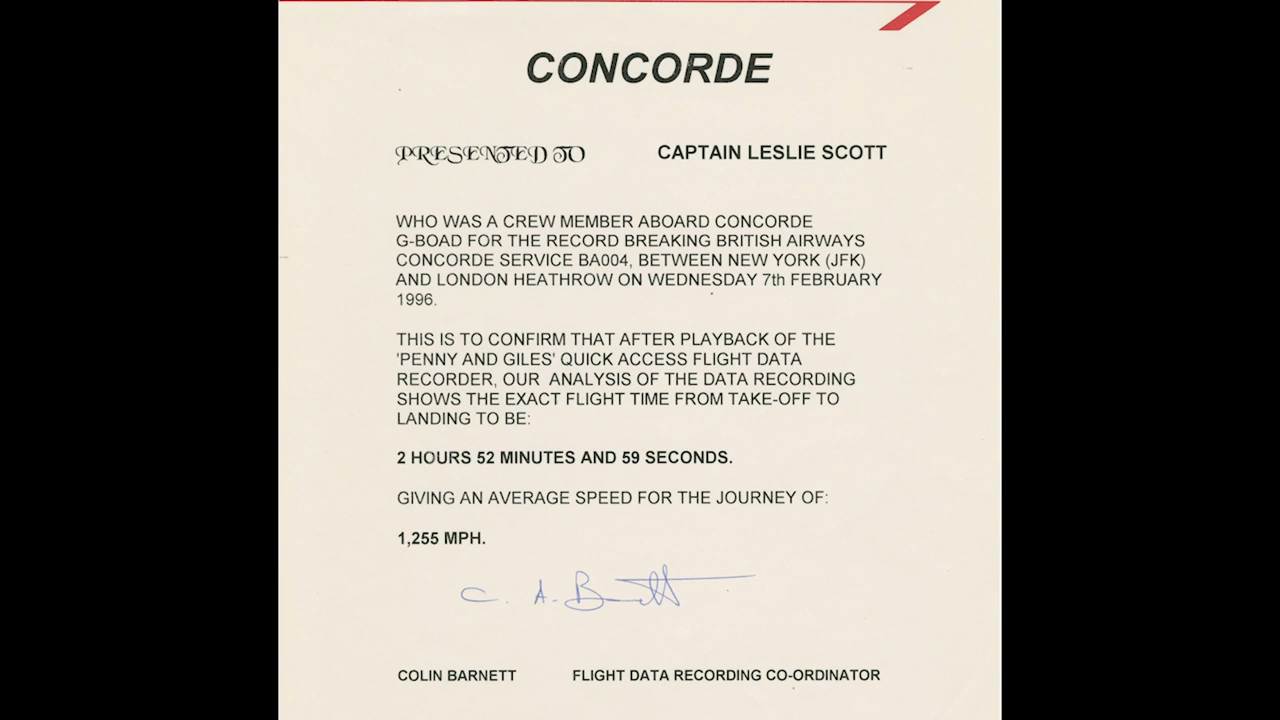 CONCORDE
PRESENTED TO CAPTAIN LESLIE SCOTT
WHO WAS A CREW MEMBER ABOARD CONCORDE
G-BOAD FOR THE RECORD BREAKING BRITISH AIRWAYS
CONCORDE SERVICE BA004, BETWEEN NEW YORK (JFK)
AND LONDON HEATHROW ON WEDNESDAY 7th FEBRUARY
1996.
THIS IS TO CONFIRM THAT AFTER PLAYBACK OF THE
'PENNY AND GILES' QUICK ACCESS FLIGHT DATA
RECORDER, OUR ANALYSIS OF THE DATA RECORDING
SHOWS THE EXACT FLIGHT TIME FROM TAKE-OFF TO
LANDING TO BE:
2 HOURS 52 MINUTES AND 59 SECONDS.
GIVING AN AVERAGE SPEED FOR THE JOURNEY OF:
1,255 MPH.
C. A. Barnett
COLIN BARNETT FLIGHT DATA RECORDING CO-ORDINATOR